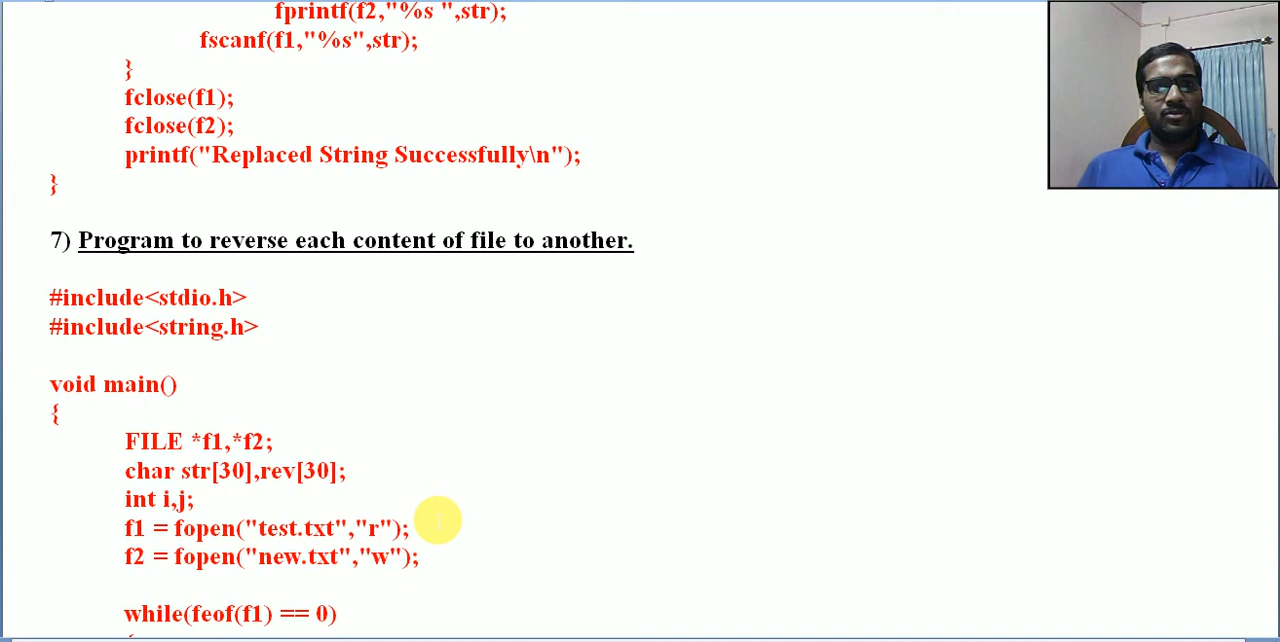 fprintf(f2,"%s ",str);
fscanf(f1,"%s",str);
}
fclose(f1);
fclose(f2);
printf("Replaced String Successfully\n");
}
7) Program to reverse each content of file to another.
#include<stdio.h>
#include<string.h>
void main()
{
FILE *f1,*f2;
char str[30],rev[30];
int i,j;
f1 = fopen("test.txt","r");
f2 = fopen("new.txt","w");
while(feof(f1) == 0)